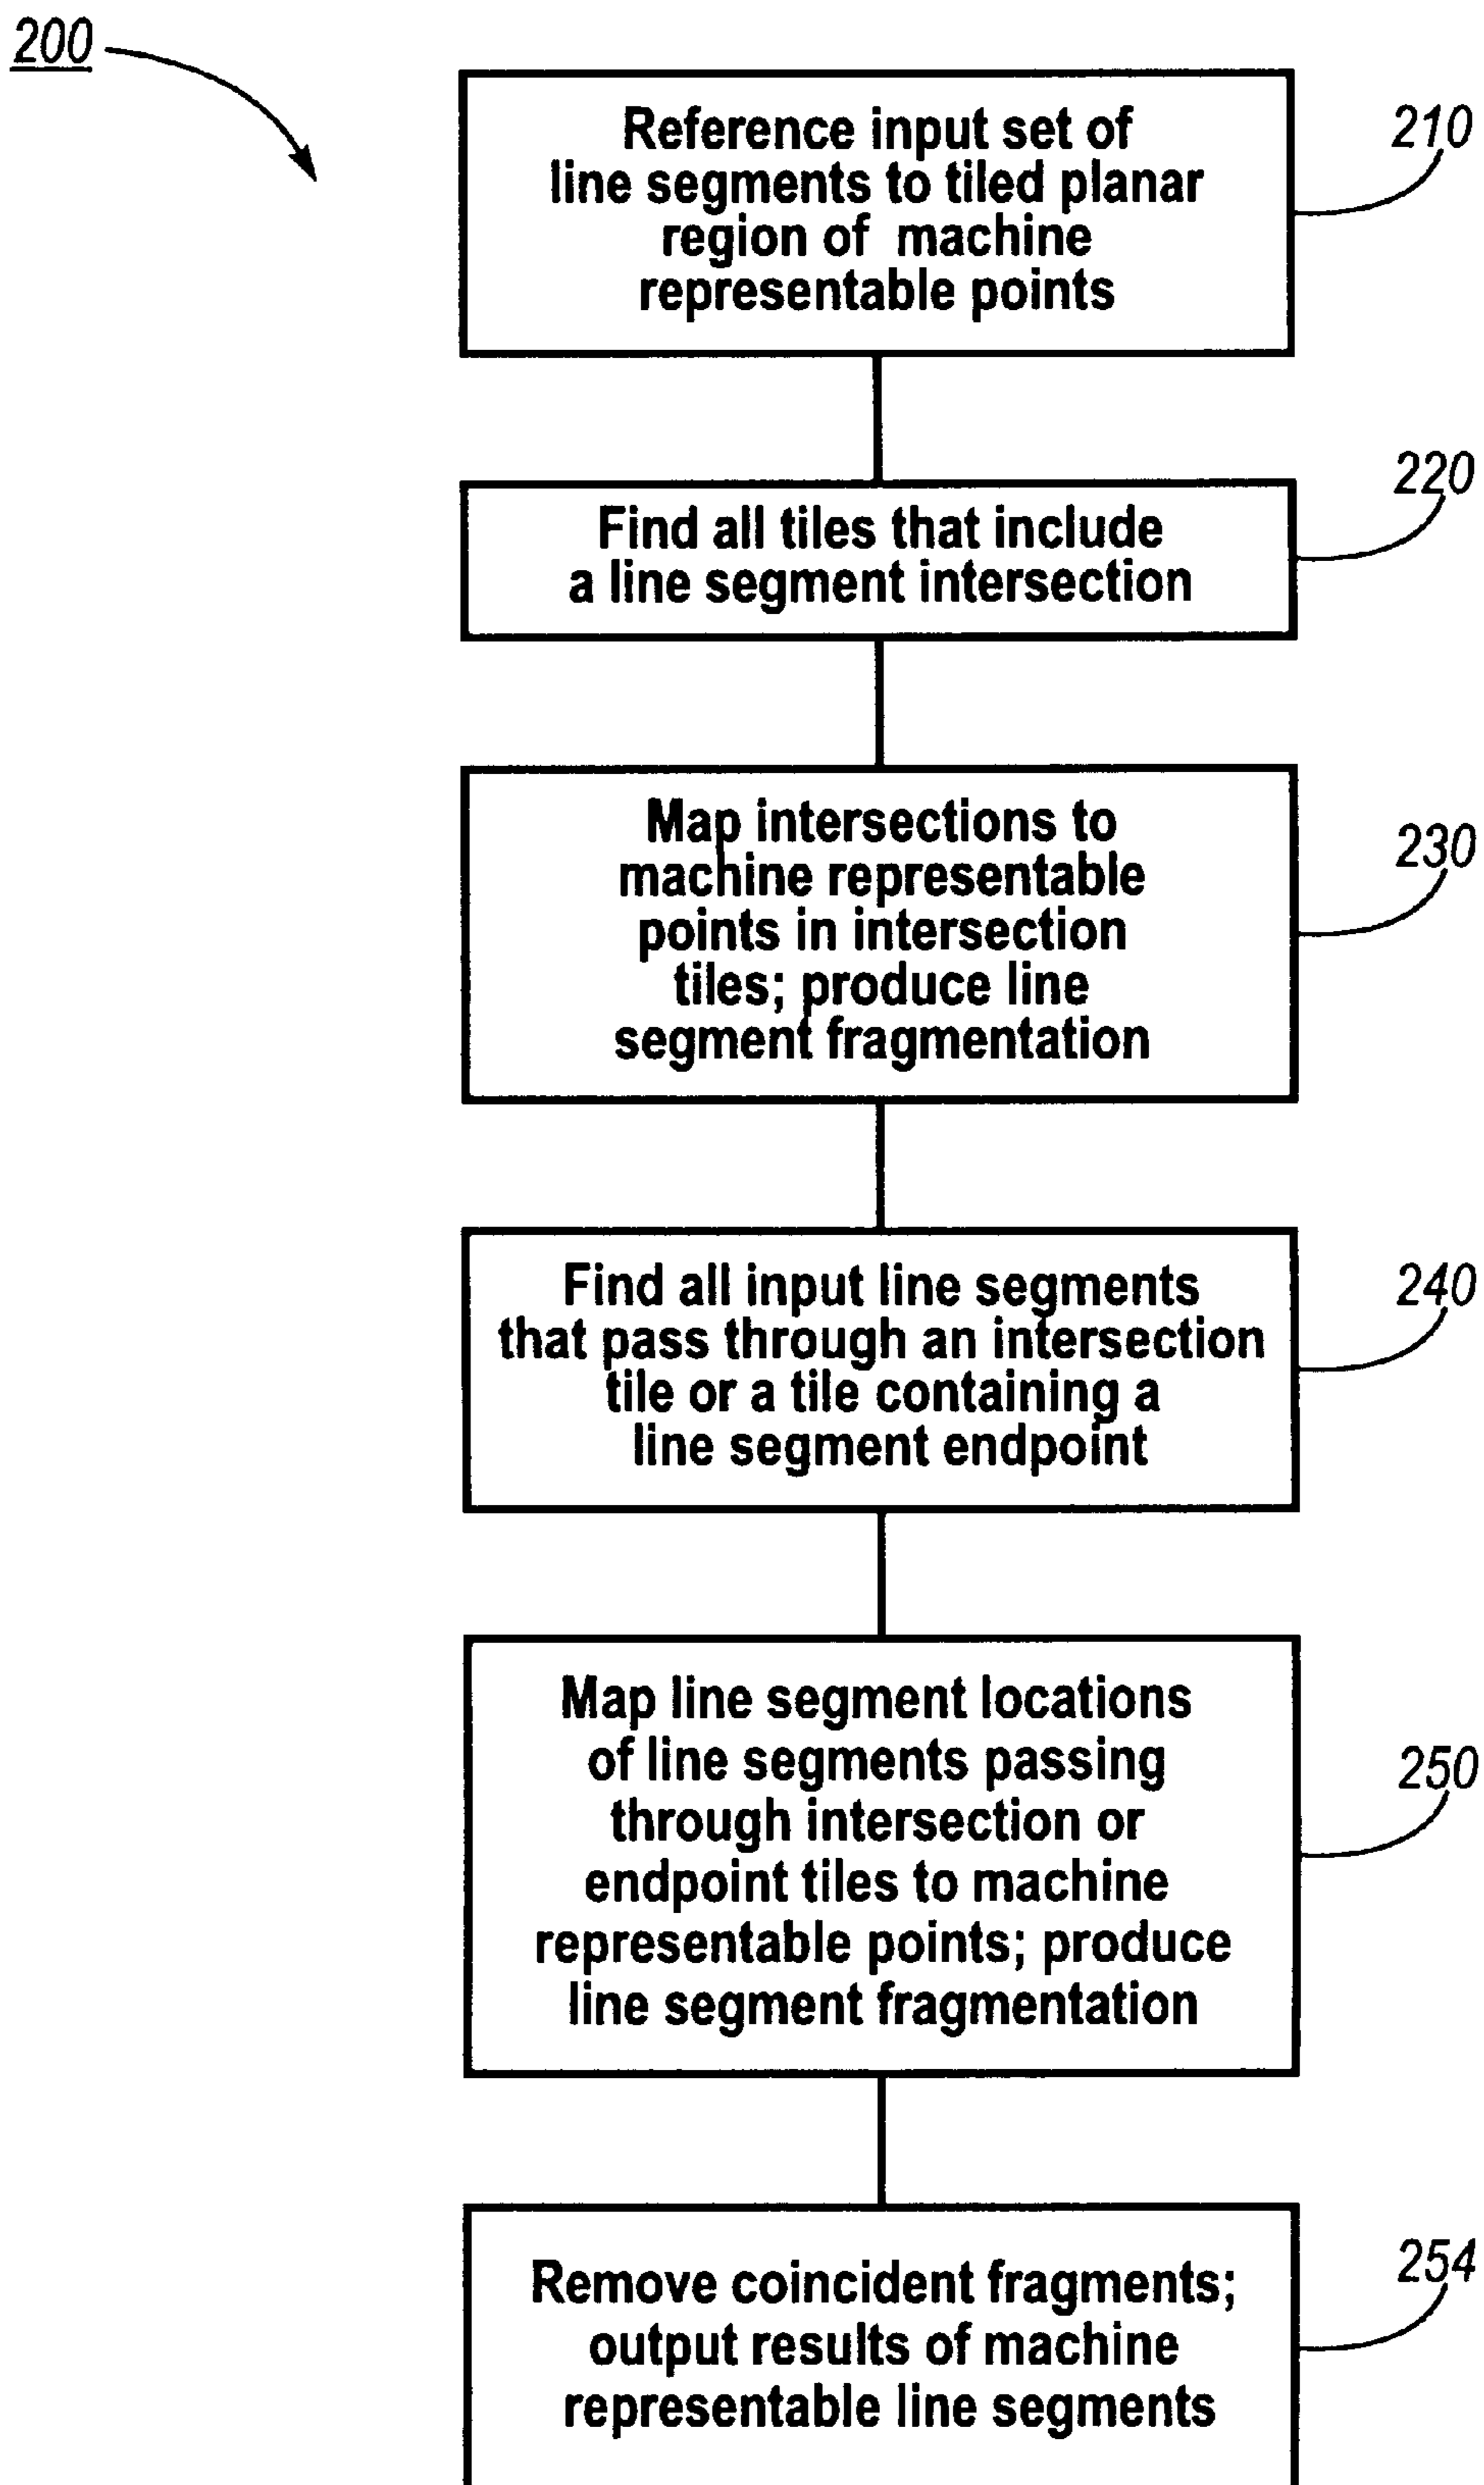 200
Reference input set of
line segments to tiled planar
region of machine
representable points
210
Find all tiles that include
a line segment intersection
220
Map intersections to
machine representable
points in intersection
tiles; produce line
segment fragmentation
230
Find all input line segments
that pass through an intersection
tile or a tile containing a
line segment endpoint
240
Map line segment locations
of line segments passing
through intersection or
endpoint tiles to machine
representable points; produce
line segment fragmentation
250
Remove coincident fragments;
output results of machine
representable line segments
254